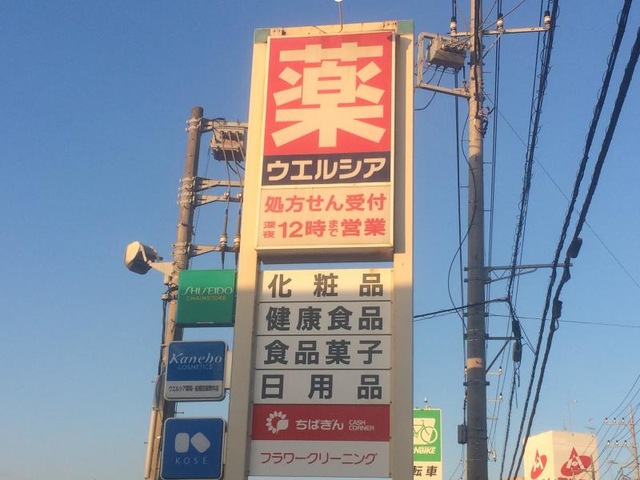 薬
ウエルシア
処方せん受付
深夜12時まで営業
化粧品
健康食品
食品菓子
日用品
ちばぎん CASH CORNER
フラワークリーニング
SHISEIDO
CHAINSTORE
Kanebo
COSMETICS
KOSÉ
転車